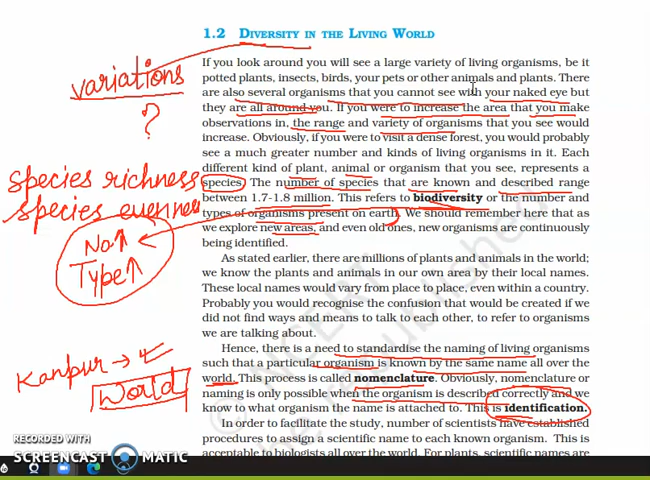 1.2 DIVERSITY IN THE LIVING WORLD
If you look around you will see a large variety of living organisms, be it
potted plants, insects, birds, your pets or other animals and plants. There
are also several organisms that you cannot see with your naked eye but
they are all around you. If you were to increase the area that you make
observations in, the range and variety of organisms that you see would
increase. Obviously, if you were to visit a dense forest, you would probably
see a much greater number and kinds of living organisms in it. Each
different kind of plant, animal or organism that you see, represents a
species. The number of species that are known and described range
between 1.7-1.8 million. This refers to biodiversity or the number and
types of organisms present on earth. We should remember here that as
we explore new areas, and even old ones, new organisms are continuously
being identified.
As stated earlier, there are millions of plants and animals in the world;
we know the plants and animals in our own area by their local names.
These local names would vary from place to place, even within a country.
Probably you would recognise the confusion that would be created if we
did not find ways and means to talk to each other, to refer to organisms
we are talking about.
Hence, there is a need to standardise the naming of living organisms
such that a particular organism is known by the same name all over the
world. This process is called nomenclature. Obviously, nomenclature or
naming is only possible when the organism is described correctly and we
know to what organism the name is attached to. This is identification.
In order to facilitate the study, number of scientists have established
procedures to assign a scientific name to each known organism. This is
acceptable to biologists all over the world. For plants, scientific names are
variations
?
species richness
species evenness
No↑
Type↑
Kanpur →
World
© NCERT
be republished
RECORDED WITH
SCREENCAST MATIC